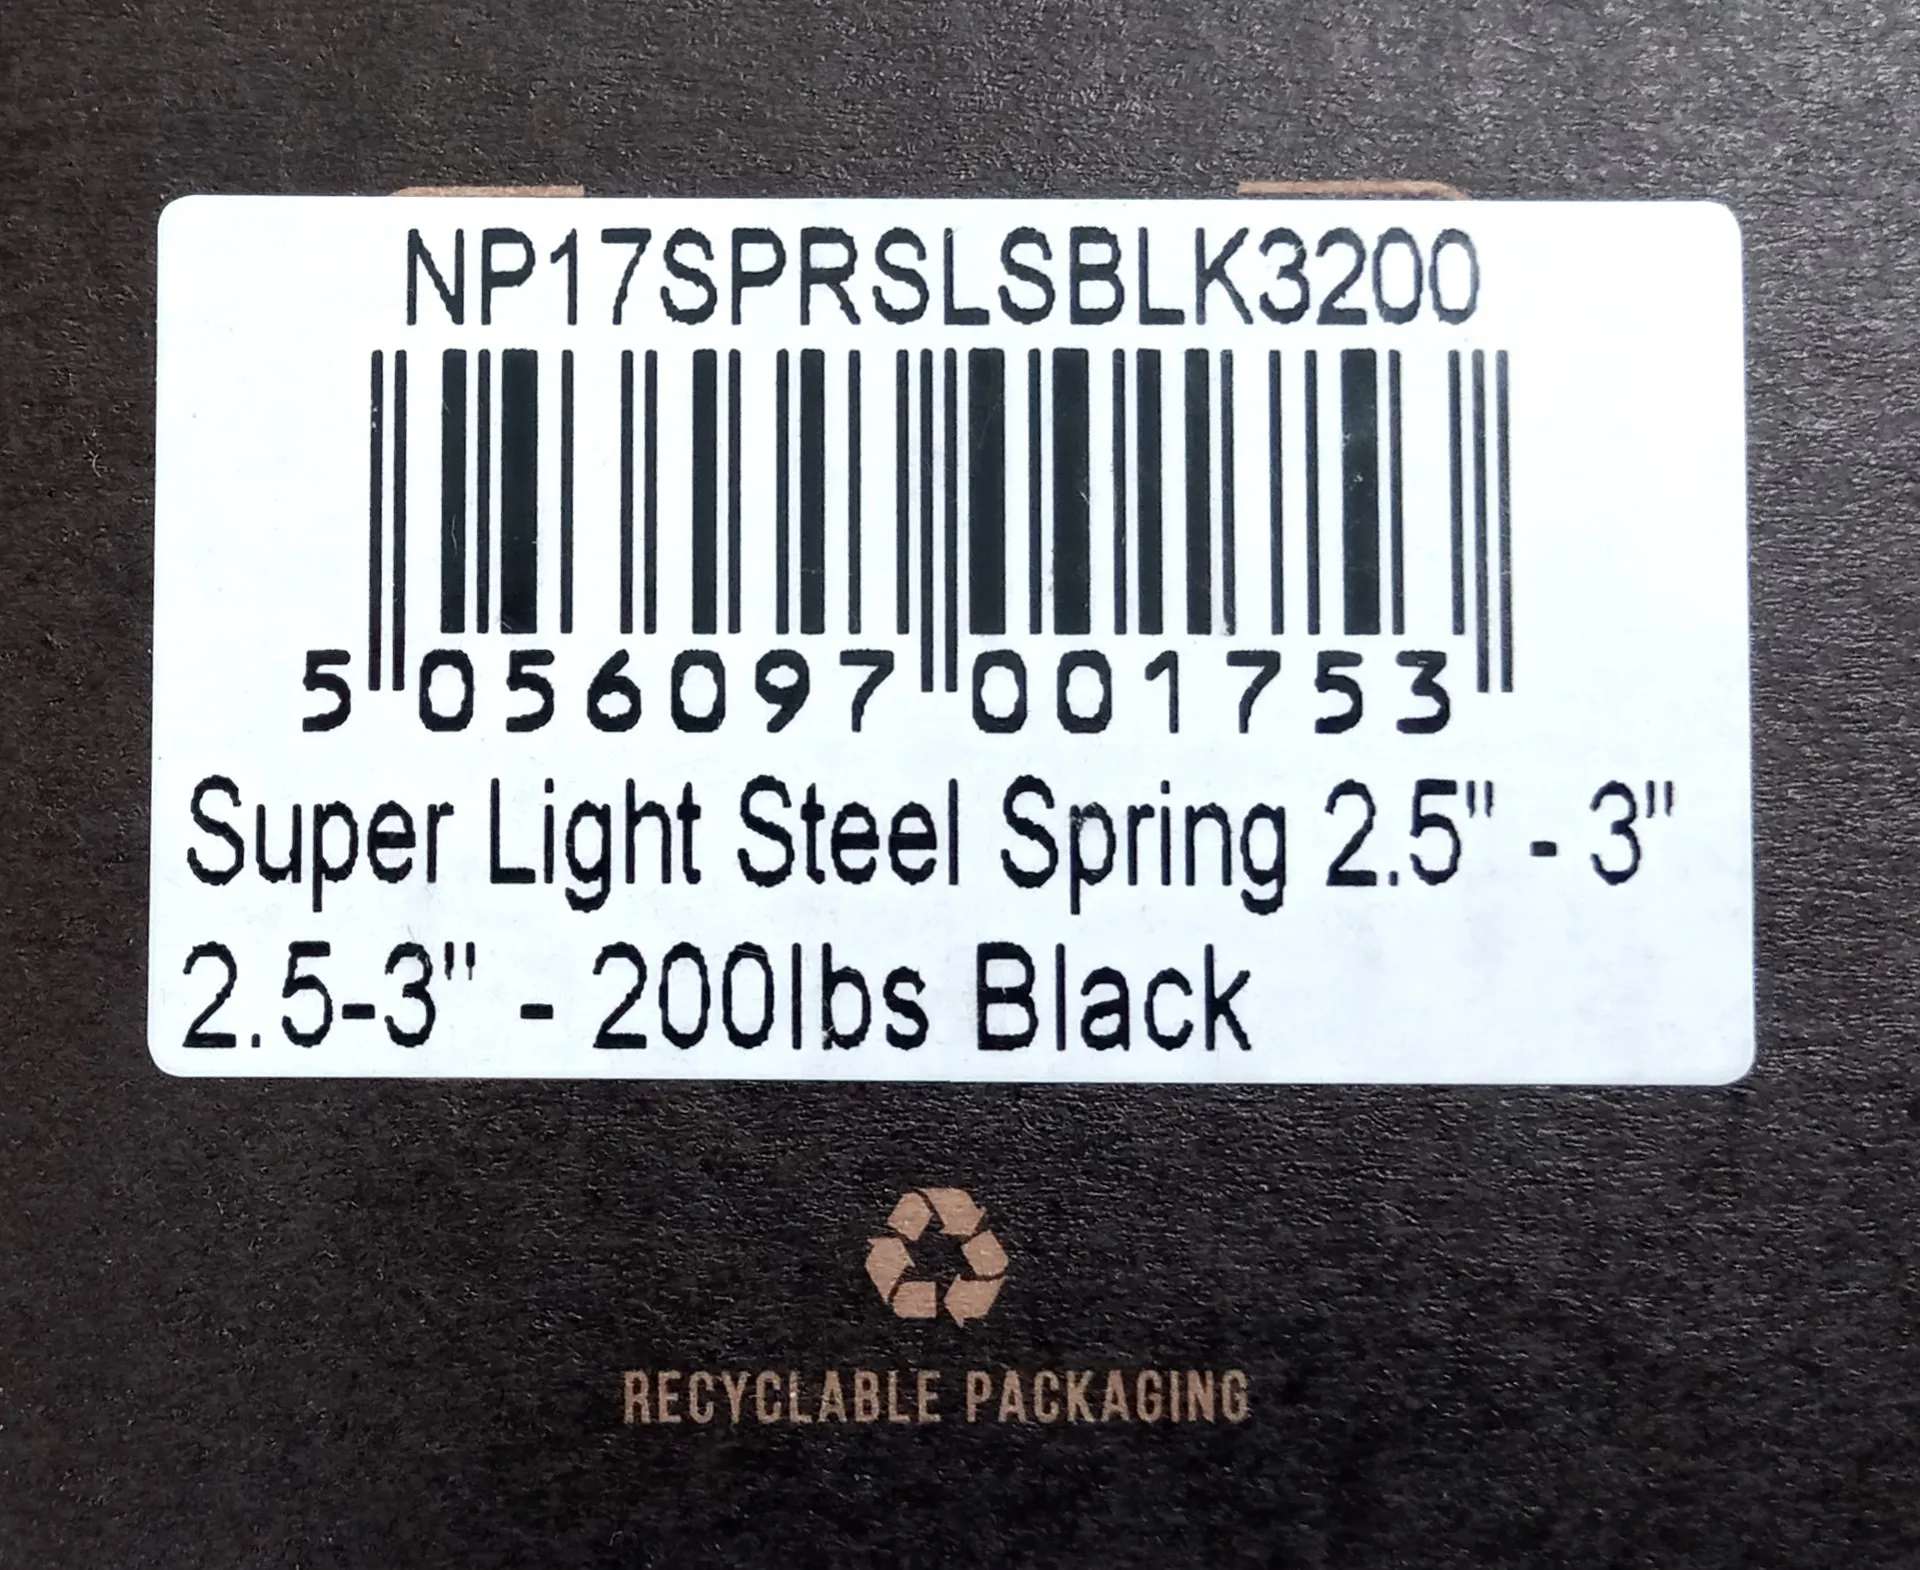 NP17SPRSLSBLK3200
5 056097 001753
Super Light Steel Spring 2.5" - 3"
2.5-3" - 200lbs Black
RECYCLABLE PACKAGING